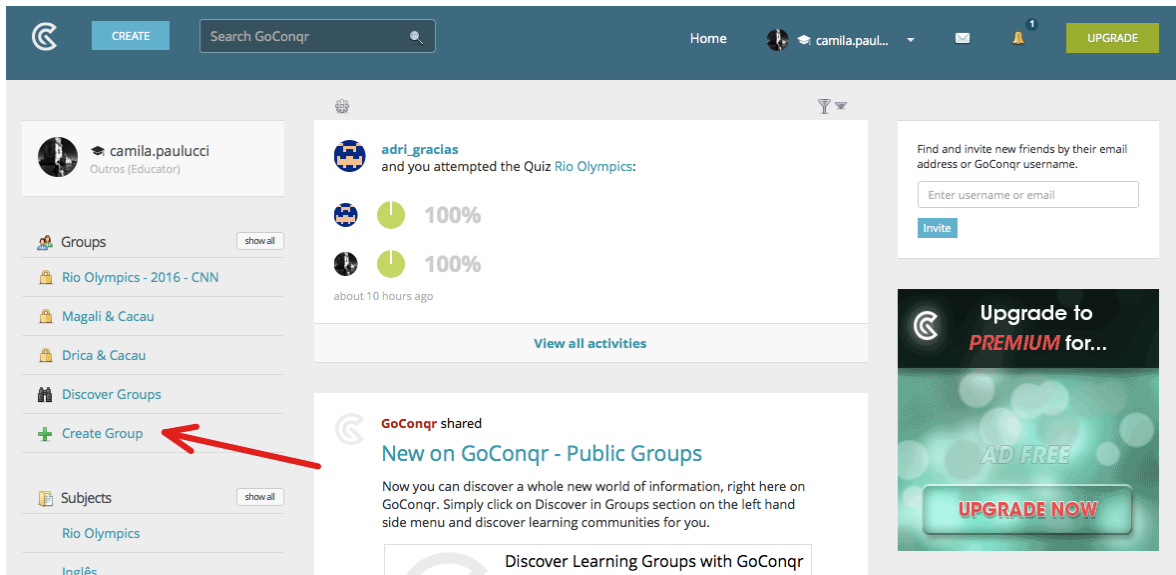 CREATE
Search GoConqr
Home
camila.paul...
1
UPGRADE
camila.paulucci
Outros (Educator)
Groups
show all
Rio Olympics - 2016 - CNN
Magali & Cacau
Drica & Cacau
Discover Groups
Create Group
Subjects
show all
Rio Olympics
Inglês
adri_gracias
and you attempted the Quiz Rio Olympics:
100%
100%
about 10 hours ago
View all activities
GoConqr shared
New on GoConqr - Public Groups
Now you can discover a whole new world of information, right here on
GoConqr. Simply click on Discover in Groups section on the left hand
side menu and discover learning communities for you.
Discover Learning Groups with GoConqr
Find and invite new friends by their email
address or GoConqr username.
Enter username or email
Invite
Upgrade to
PREMIUM for...
AD FREE
UPGRADE NOW